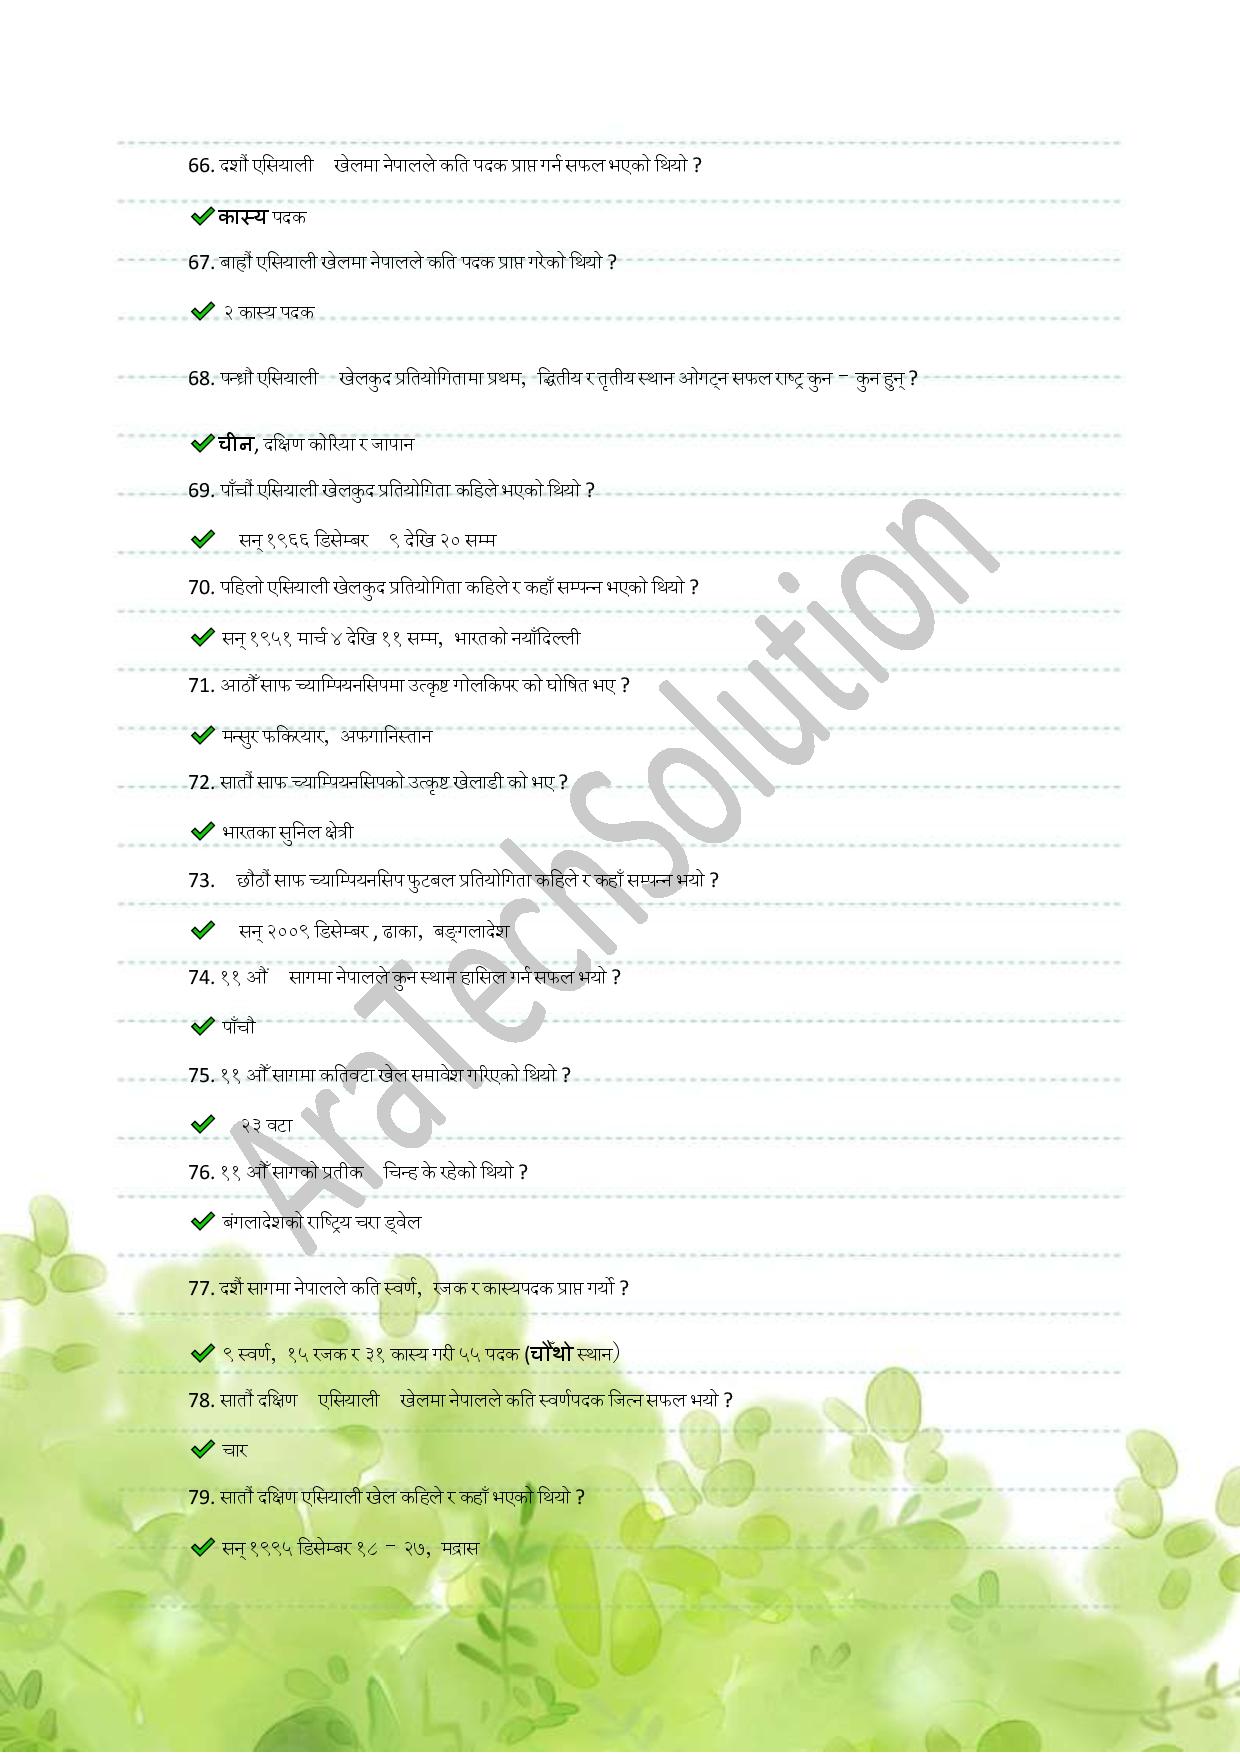 66. दशौं एसियाली खेलमा नेपालले कति पदक प्राप्त गर्न सफल भएको थियो ?
✔ कास्य पदक
67. बाह्रौं एसियाली खेलमा नेपालले कति पदक प्राप्त गरेको थियो ?
✔ २ कास्य पदक
68. पन्ध्रौ एसियाली खेलकुद प्रतियोगितामा प्रथम, द्धितीय र तृतीय स्थान ओगट्न सफल राष्ट्र कुन – कुन हुन् ?
✔ चीन, दक्षिण कोरिया र जापान
69. पाँचौं एसियाली खेलकुद प्रतियोगिता कहिले भएको थियो ?
✔ सन् १९६६ डिसेम्बर ९ देखि २० सम्म
70. पहिलो एसियाली खेलकुद प्रतियोगिता कहिले र कहाँ सम्पन्न भएको थियो ?
✔ सन् १९५१ मार्च ४ देखि ११ सम्म, भारतको नयाँदिल्ली
71. आठौँ साफ च्याम्पियनसिपमा उत्कृष्ट गोलकिपर को घोषित भए ?
✔ मन्सुर फकिरयार, अफगानिस्तान
72. सातौं साफ च्याम्पियनसिपको उत्कृष्ट खेलाडी को भए ?
✔ भारतका सुनिल क्षेत्री
73. छौठौं साफ च्याम्पियनसिप फुटबल प्रतियोगिता कहिले र कहाँ सम्पन्न भयो ?
✔ सन् २००९ डिसेम्बर , ढाका, बङ्गलादेश
74. ११ औं सागमा नेपालले कुन स्थान हासिल गर्न सफल भयो ?
✔ पाँचौ
75. ११ औँ सागमा कतिवटा खेल समावेश गरिएको थियो ?
✔ २३ वटा
76. ११ औँ सागको प्रतीक चिन्ह के रहेको थियो ?
✔ बंगलादेशको राष्ट्रिय चरा ड्वेल
77. दशैं सागमा नेपालले कति स्वर्ण, रजक र कास्यपदक प्राप्त गर्यो ?
✔ ९ स्वर्ण, १५ रजक र ३१ कास्य गरी ५५ पदक (चौँथो स्थान)
78. सातौं दक्षिण एसियाली खेलमा नेपालले कति स्वर्णपदक जित्न सफल भयो ?
✔ चार
79. सातौं दक्षिण एसियाली खेल कहिले र कहाँ भएको थियो ?
✔ सन् १९९५ डिसेम्बर १८ – २७, मद्रास
AraTechSolution